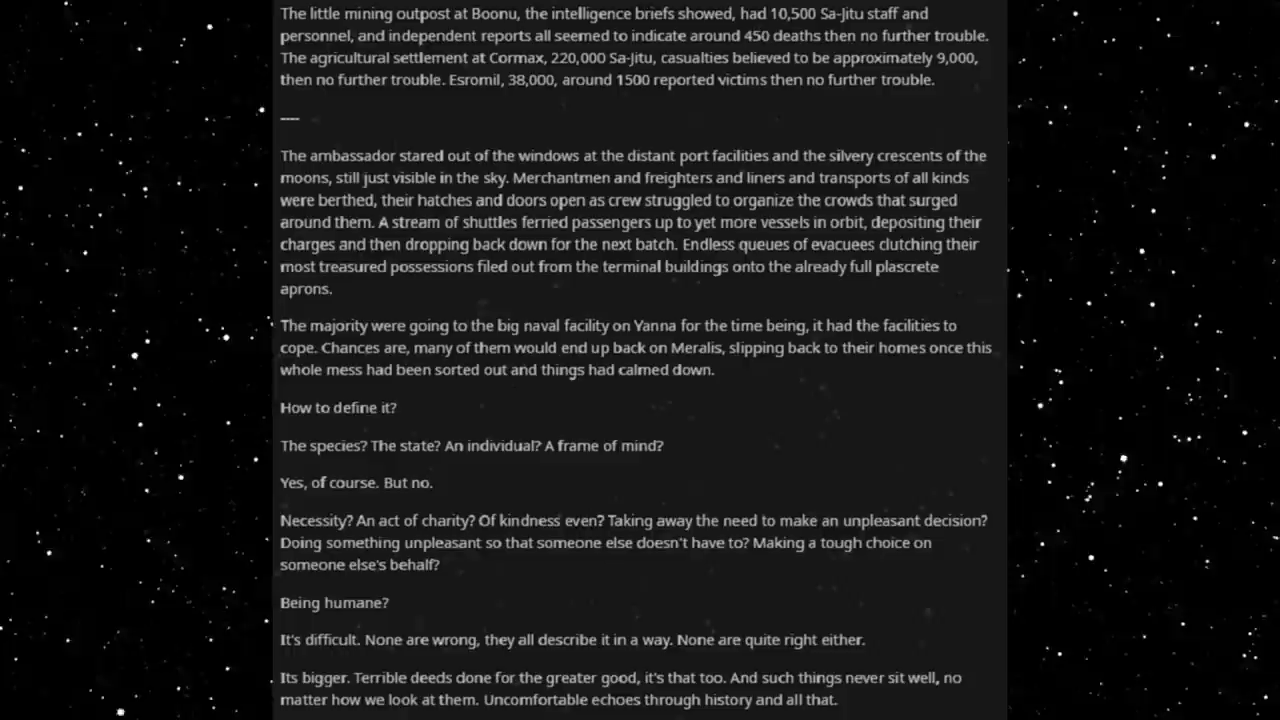 The little mining outpost at Boonu, the intelligence briefs showed, had 10,500 Sa-Jitu staff and
personnel, and independent reports all seemed to indicate around 450 deaths then no further trouble.
The agricultural settlement at Cormax, 220,000 Sa-Jitu, casualties believed to be approximately 9,000,
then no further trouble. Esromil, 38,000, around 1500 reported victims then no further trouble.
----
The ambassador stared out of the windows at the distant port facilities and the silvery crescents of the
moons, still just visible in the sky. Merchantmen and freighters and liners and transports of all kinds
were berthed, their hatches and doors open as crew struggled to organize the crowds that surged
around them. A stream of shuttles ferried passengers up to yet more vessels in orbit, depositing their
charges and then dropping back down for the next batch. Endless queues of evacuees clutching their
most treasured possessions filed out from the terminal buildings onto the already full plascrete
aprons.
The majority were going to the big naval facility on Yanna for the time being, it had the facilities to
cope. Chances are, many of them would end up back on Meralis, slipping back to their homes once this
whole mess had been sorted out and things had calmed down.
How to define it?
The species? The state? An individual? A frame of mind?
Yes, of course. But no.
Necessity? An act of charity? Of kindness even? Taking away the need to make an unpleasant decision?
Doing something unpleasant so that someone else doesn't have to? Making a tough choice on
someone else's behalf?
Being humane?
It's difficult. None are wrong, they all describe it in a way. None are quite right either.
Its bigger. Terrible deeds done for the greater good, it's that too. And such things never sit well, no
matter how we look at them. Uncomfortable echoes through history and all that.